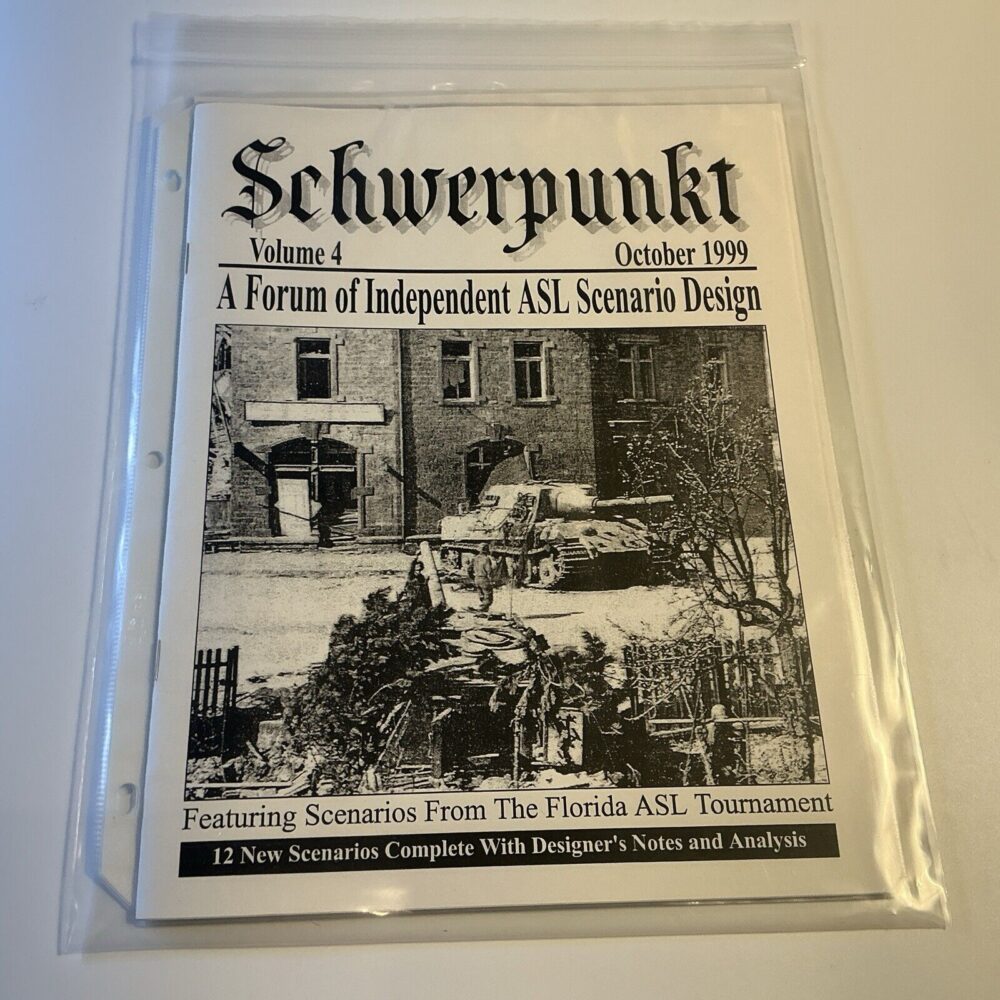 Schwerpunkt
Volume 4 October 1999
A Forum of Independent ASL Scenario Design
Featuring Scenarios From The Florida ASL Tournament
12 New Scenarios Complete With Designer's Notes and Analysis